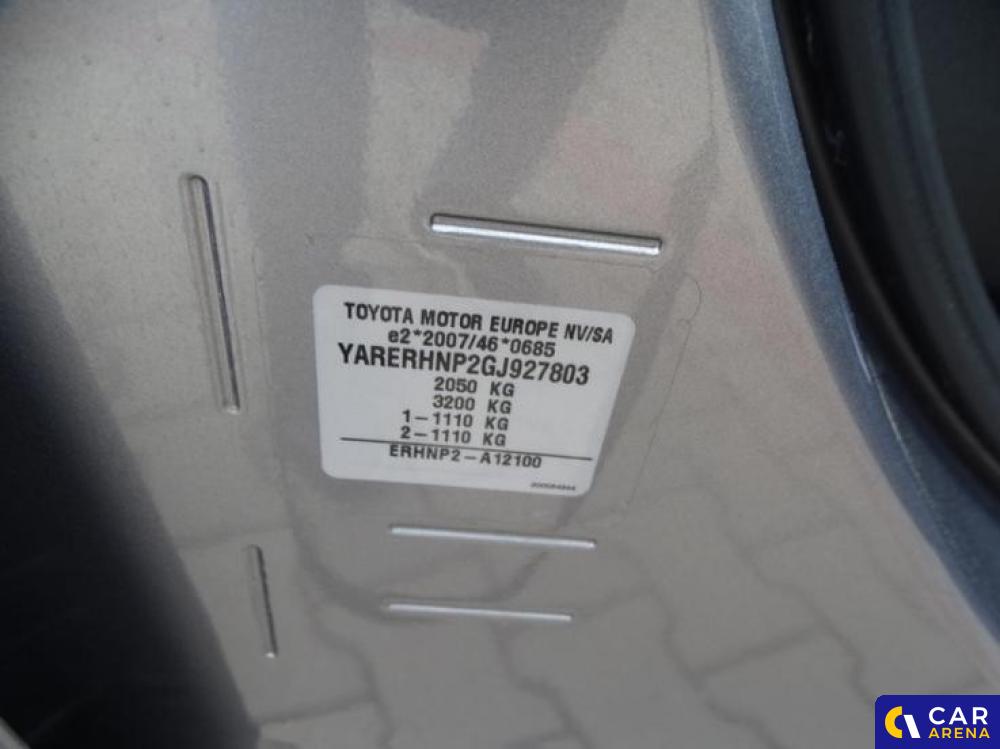 TOYOTA MOTOR EUROPE NV/SA
e2*2007/46*0685
YARERHNP2GJ927803
2050 KG
3200 KG
1-1110 KG
2-1110 KG
ERHNP2-A12100
CAR
ARENA